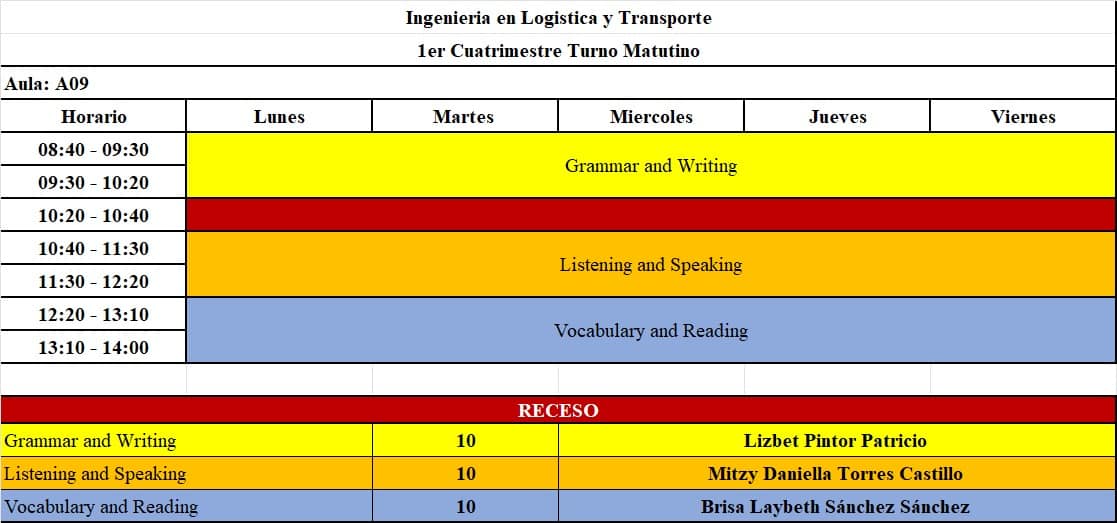 Ingenieria en Logistica y Transporte
1er Cuatrimestre Turno Matutino
Aula: A09
Horario Lunes Martes Miercoles Jueves Viernes
08:40 - 09:30
Grammar and Writing
09:30 - 10:20
10:20 - 10:40
10:40 - 11:30
Listening and Speaking
11:30 - 12:20
12:20 - 13:10
Vocabulary and Reading
13:10 - 14:00
RECESO
Grammar and Writing 10 Lizbet Pintor Patricio
Listening and Speaking 10 Mitzy Daniella Torres Castillo
Vocabulary and Reading 10 Brisa Laybeth Sánchez Sánchez